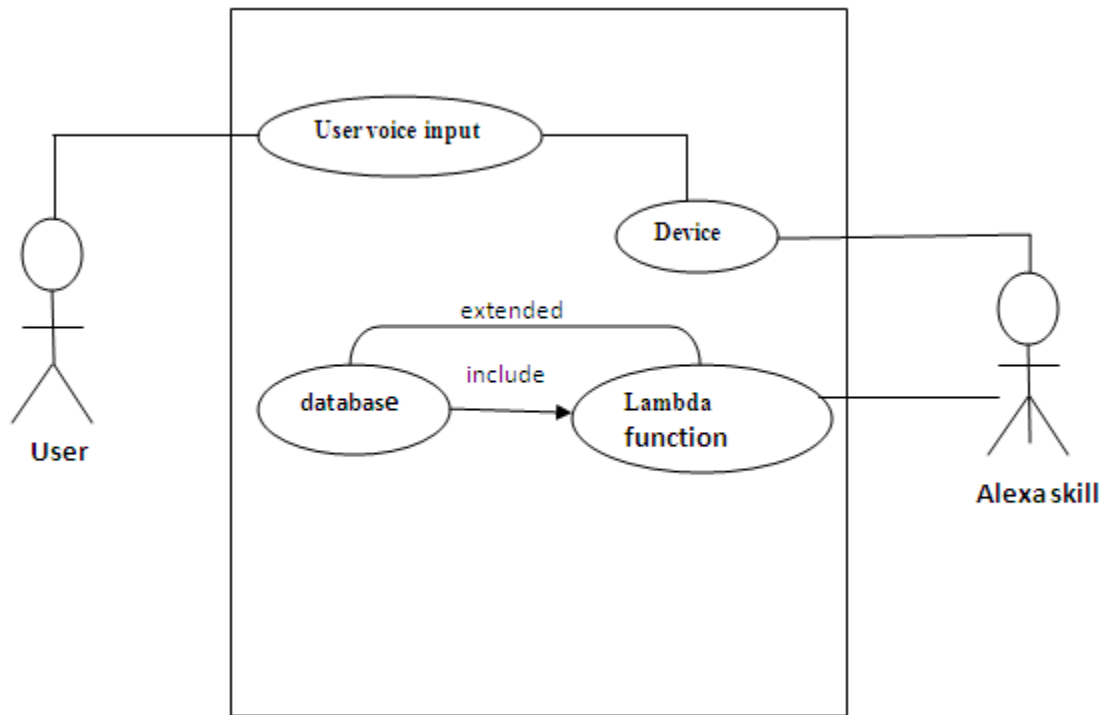 User voice input
Device
extended
include
database
Lambda
function
User
Alexa skill